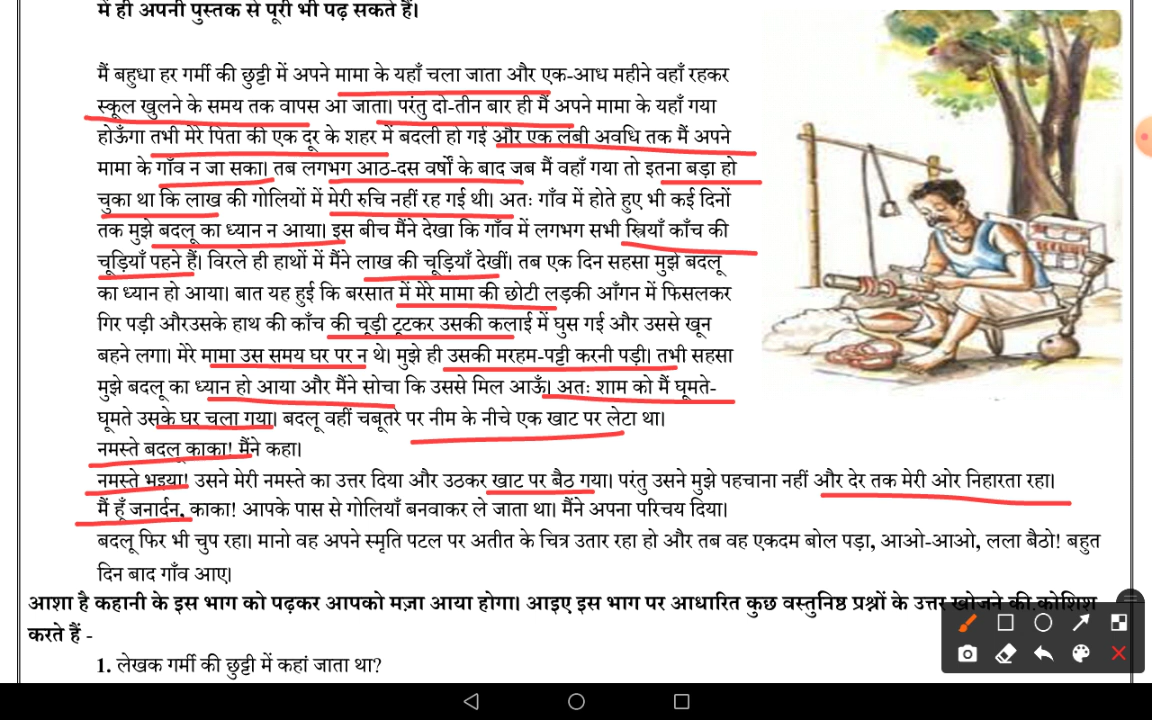 में ही अपनी पुस्तक से पूरी भी पढ़ सकते हैं।
मैं बहुधा हर गर्मी की छुट्टी में अपने मामा के यहाँ चला जाता और एक-आध महीने वहाँ रहकर
स्कूल खुलने के समय तक वापस आ जाता। परंतु दो-तीन बार ही मैं अपने मामा के यहाँ गया
होऊँगा तभी मेरे पिता की एक दूर के शहर में बदली हो गई और एक लंबी अवधि तक मैं अपने
मामा के गाँव न जा सका। तब लगभग आठ-दस वर्षों के बाद जब मैं वहाँ गया तो इतना बड़ा हो
चुका था कि लाख की गोलियों में मेरी रुचि नहीं रह गई थी। अतः गाँव में होते हुए भी कई दिनों
तक मुझे बदलू का ध्यान न आया। इस बीच मैंने देखा कि गाँव में लगभग सभी स्त्रियाँ काँच की
चूड़ियाँ पहने हैं। विरले ही हाथों में मैंने लाख की चूड़ियाँ देखीं। तब एक दिन सहसा मुझे बदलू
का ध्यान हो आया। बात यह हुई कि बरसात में मेरे मामा की छोटी लड़की आँगन में फिसलकर
गिर पड़ी औरउसके हाथ की काँच की चूड़ी टूटकर उसकी कलाई में घुस गई और उससे खून
बहने लगा। मेरे मामा उस समय घर पर न थे। मुझे ही उसकी मरहम-पट्टी करनी पड़ी। तभी सहसा
मुझे बदलू का ध्यान हो आया और मैंने सोचा कि उससे मिल आऊँ। अतः शाम को मैं घूमते-
घूमते उसके घर चला गया। बदलू वहीं चबूतरे पर नीम के नीचे एक खाट पर लेटा था।
नमस्ते बदलू काका! मैंने कहा।
नमस्ते भइया! उसने मेरी नमस्ते का उत्तर दिया और उठकर खाट पर बैठ गया। परंतु उसने मुझे पहचाना नहीं और देर तक मेरी ओर निहारता रहा।
मैं हूँ जनार्दन, काका! आपके पास से गोलियाँ बनवाकर ले जाता था। मैंने अपना परिचय दिया।
बदलू फिर भी चुप रहा। मानो वह अपने स्मृति पटल पर अतीत के चित्र उतार रहा हो और तब वह एकदम बोल पड़ा, आओ-आओ, लला बैठो! बहुत
दिन बाद गाँव आए।
आशा है कहानी के इस भाग को पढ़कर आपको मज़ा आया होगा। आइए इस भाग पर आधारित कुछ वस्तुनिष्ठ प्रश्नों के उत्तर खोजने की कोशिश
करते हैं -
1. लेखक गर्मी की छुट्टी में कहां जाता था?